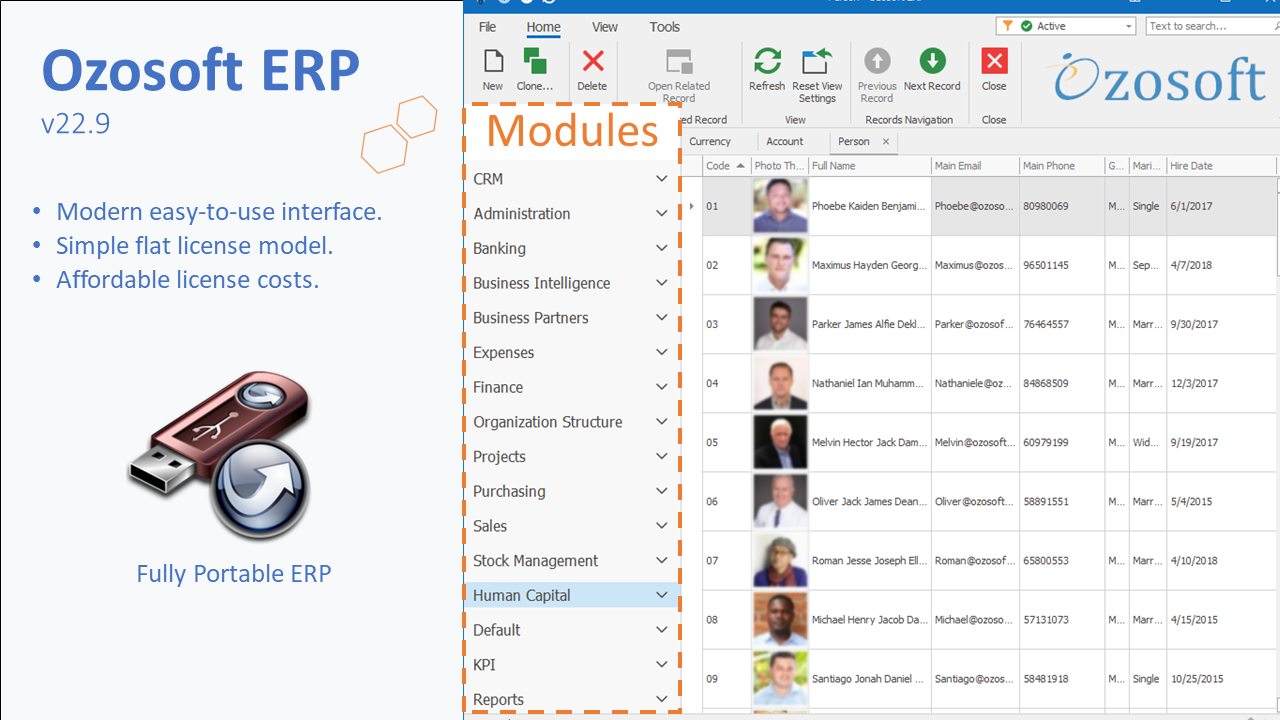 Ozosoft ERP
v22.9
• Modern easy-to-use interface.
• Simple flat license model.
• Affordable license costs.
Fully Portable ERP
File Home View Tools
Active
Text to search...
New Clone... Delete Open Related Record Refresh Reset View Settings Previous Record Next Record Close
ed Record View Records Navigation Close
Ozosoft
Modules
CRM
Administration
Banking
Business Intelligence
Business Partners
Expenses
Finance
Organization Structure
Projects
Purchasing
Sales
Stock Management
Human Capital
Default
KPI
Reports
Currency Account Person
Code Photo Th... Full Name Main Email Main Phone G... Mari... Hire Date
01 Phoebe Kaiden Benjami... Phoebe@ozoso... 80980069 M... Single 6/1/2017
02 Maximus Hayden Georg... Maximus@ozos... 96501145 M... Sep... 4/7/2018
03 Parker James Alfie Dekl... Parker@ozosof... 76464557 M... Marr... 9/30/2017
04 Nathaniel Ian Muhamm... Nathaniele@oz... 84868509 M... Marr... 12/3/2017
05 Melvin Hector Jack Dam... Melvin@ozosoft... 60979199 M... Wid... 9/19/2017
06 Oliver Jack James Dean... Oliver@ozosoft... 58891551 M... Marr... 5/4/2015
07 Roman Jesse Joseph Ell... Roman@ozosof... 65800553 M... Marr... 4/10/2018
08 Michael Henry Jacob Da... Michael@ozoso... 57131073 M... Marr... 4/15/2015
09 Santiago Jonah Daniel ... Santiago@ozos... 58481918 M... Single 10/25/2015